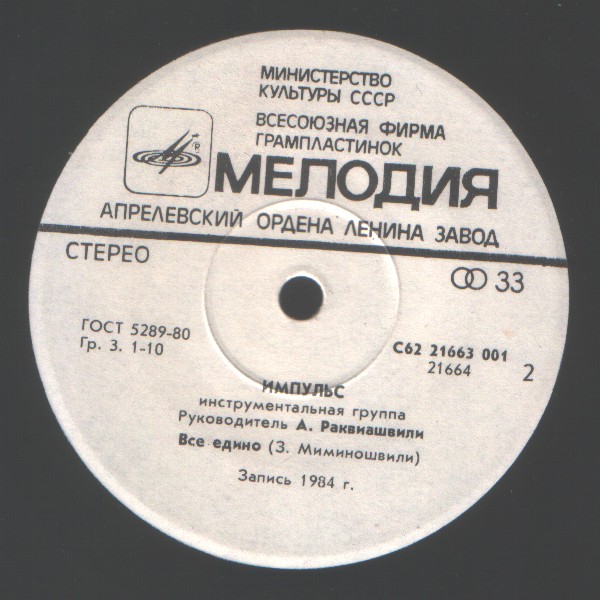 МИНИСТЕРСТВО
КУЛЬТУРЫ СССР
ВСЕСОЮЗНАЯ ФИРМА
ГРАМПЛАСТИНОК
МЕЛОДИЯ
АПРЕЛЕВСКИЙ ОРДЕНА ЛЕНИНА ЗАВОД
СТЕРЕО
33
ГОСТ 5289-80
Гр. 3. 1-10
С62 21663 001
21664
2
ИМПУЛЬС
инструментальная группа
Руководитель А. Раквиашвили
Все едино (З. Миминошвили)
Запись 1984 г.